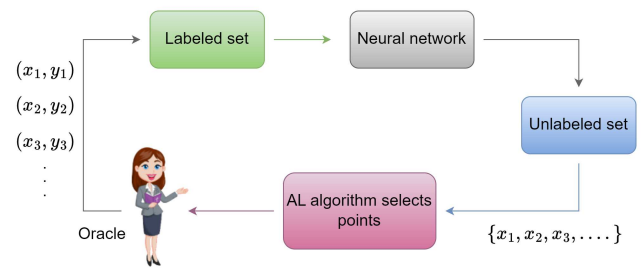 Labeled set
Neural network
(x₁, y₁)
(x₂, y₂)
(x₃, y₃)
.
.
.
Unlabeled set
AL algorithm selects
points
Oracle
{x₁, x₂, x₃, ....}